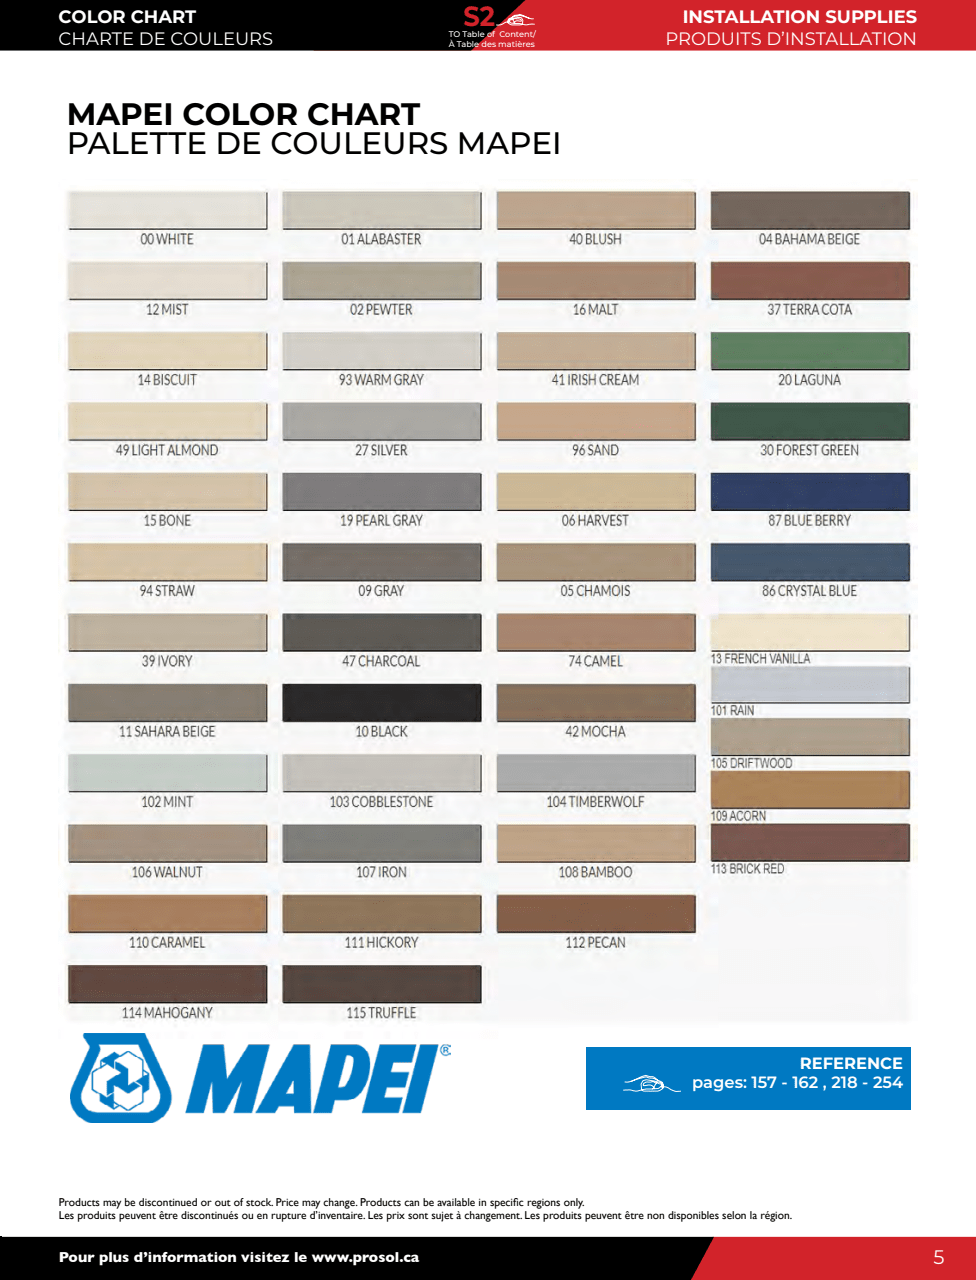 COLOR CHART
CHARTE DE COULEURS
S2
TO Table of Content/
À Table des matières
INSTALLATION SUPPLIES
PRODUITS D'INSTALLATION
MAPEI COLOR CHART
PALETTE DE COULEURS MAPEI
00 WHITE
01 ALABASTER
40 BLUSH
04 BAHAMA BEIGE
12 MIST
02 PEWTER
16 MALT
37 TERRA COTA
14 BISCUIT
93 WARM GRAY
41 IRISH CREAM
20 LAGUNA
49 LIGHT ALMOND
27 SILVER
96 SAND
30 FOREST GREEN
15 BONE
19 PEARL GRAY
06 HARVEST
87 BLUE BERRY
94 STRAW
09 GRAY
05 CHAMOIS
86 CRYSTAL BLUE
39 IVORY
47 CHARCOAL
74 CAMEL
13 FRENCH VANILLA
11 SAHARA BEIGE
10 BLACK
42 MOCHA
101 RAIN
102 MINT
103 COBBLESTONE
104 TIMBERWOLF
105 DRIFTWOOD
109 ACORN
106 WALNUT
107 IRON
108 BAMBOO
113 BRICK RED
110 CARAMEL
111 HICKORY
112 PECAN
114 MAHOGANY
115 TRUFFLE
MAPEI®
REFERENCE
pages: 157 - 162 , 218 - 254
Products may be discontinued or out of stock. Price may change. Products can be available in specific regions only.
Les produits peuvent être discontinués ou en rupture d'inventaire. Les prix sont sujet à changement. Les produits peuvent être non disponibles selon la région.
Pour plus d'information visitez le www.prosol.ca
5